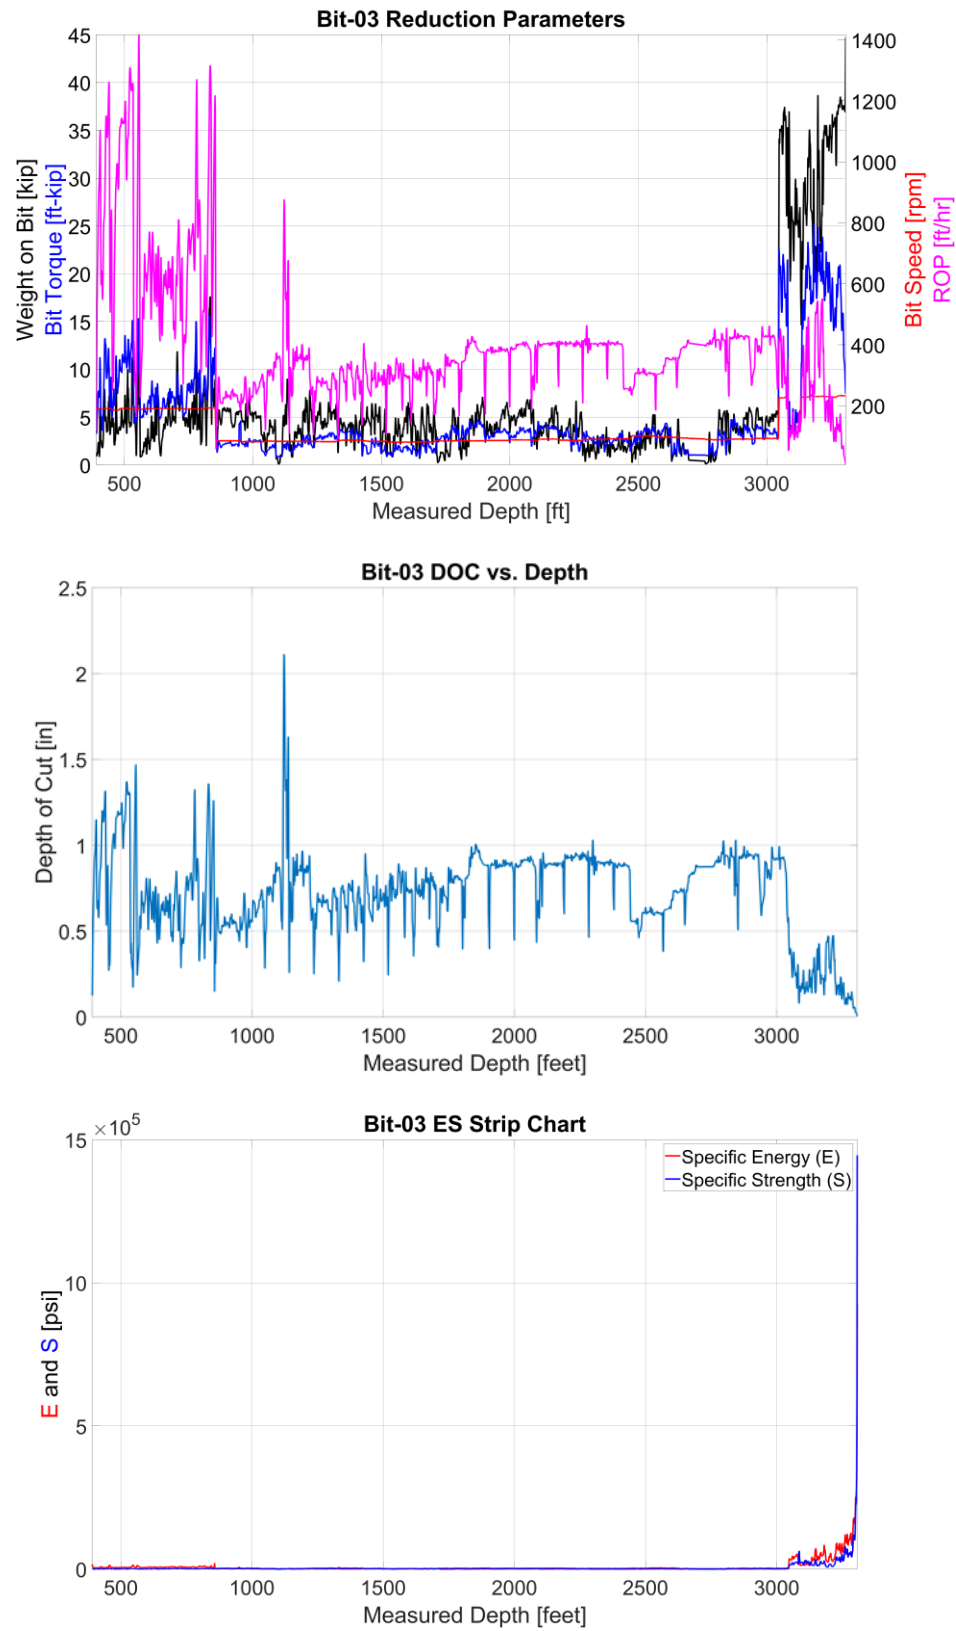 Bit-03 Reduction Parameters
45
40
35
30
25
20
15
10
5
0
Weight on Bit [kip]
Bit Torque [ft-kip]
1400
1200
1000
800
600
400
200
Bit Speed [rpm]
ROP [ft/hr]
500 1000 1500 2000 2500 3000
Measured Depth [ft]
Bit-03 DOC vs. Depth
2.5
2
1.5
1
0.5
0
Depth of Cut [in]
500 1000 1500 2000 2500 3000
Measured Depth [feet]
Bit-03 ES Strip Chart
×10^5
15
10
5
0
E and S [psi]
Specific Energy (E)
Specific Strength (S)
500 1000 1500 2000 2500 3000
Measured Depth [feet]